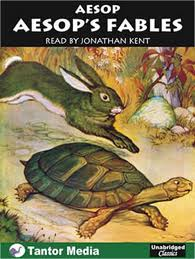 AESOP
AESOP'S FABLES
READ BY JONATHAN KENT
Tantor Media
Unabridged
Classics